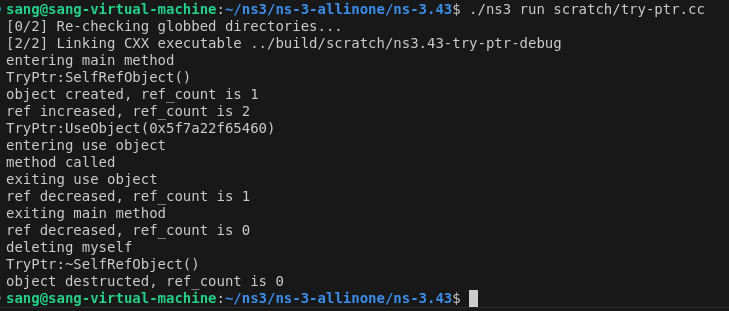 sang@sang-virtual-machine:~/ns3/ns-3-allinone/ns-3.43$ ./ns3 run scratch/try-ptr.cc
[0/2] Re-checking globbed directories...
[2/2] Linking CXX executable ../build/scratch/ns3.43-try-ptr-debug
entering main method
TryPtr:SelfRefObject()
object created, ref_count is 1
ref increased, ref_count is 2
TryPtr:UseObject(0x5f7a22f65460)
entering use object
method called
exiting use object
ref decreased, ref_count is 1
exiting main method
ref decreased, ref_count is 0
deleting myself
TryPtr:~SelfRefObject()
object destructed, ref_count is 0
sang@sang-virtual-machine:~/ns3/ns-3-allinone/ns-3.43$